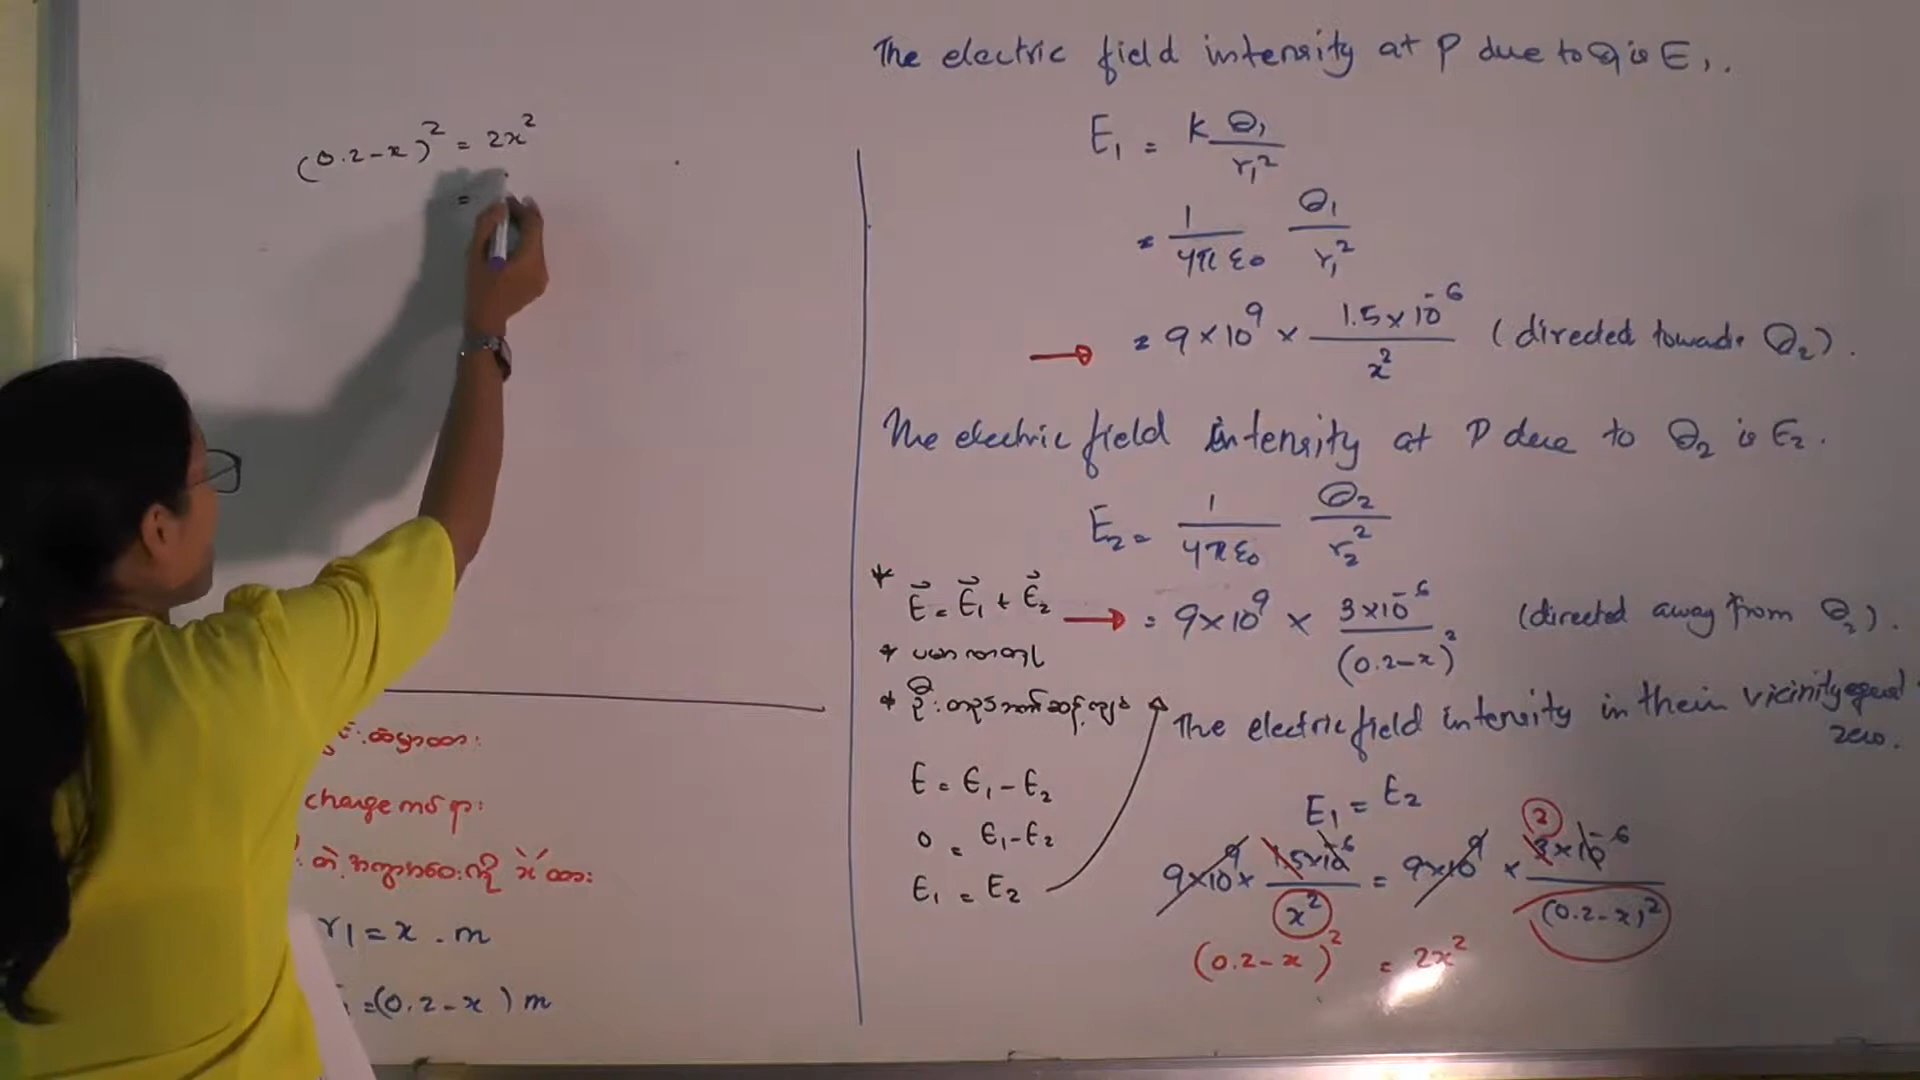 (0.2-x)² = 2x²
=
charge
r₁ = x . m
= (0.2-x) m
The electric field intensity at P due to Q is E₁.
E₁ = K Q₁/r₁²
= 1/4πε₀ Q₁/r₁²
= 9×10⁹ × 1.5×10⁻⁶/x² (directed towards Q₂).
The electric field intensity at P due to Q₂ is E₂.
E₂ = 1/4πε₀ Q₂/r₂²
= 9×10⁹ × 3×10⁻⁶/(0.2-x)² (directed away from Q₂).
* E⃗ = E⃗₁ + E⃗₂
E = E₁ - E₂
0 = E₁ - E₂
E₁ = E₂
The electric field intensity in their vicinity equal zero.
E₁ = E₂
9×10⁹ × 1.5×10⁻⁶/x² = 9×10⁹ × 3×10⁻⁶/(0.2-x)²
2
(0.2-x)² = 2x²